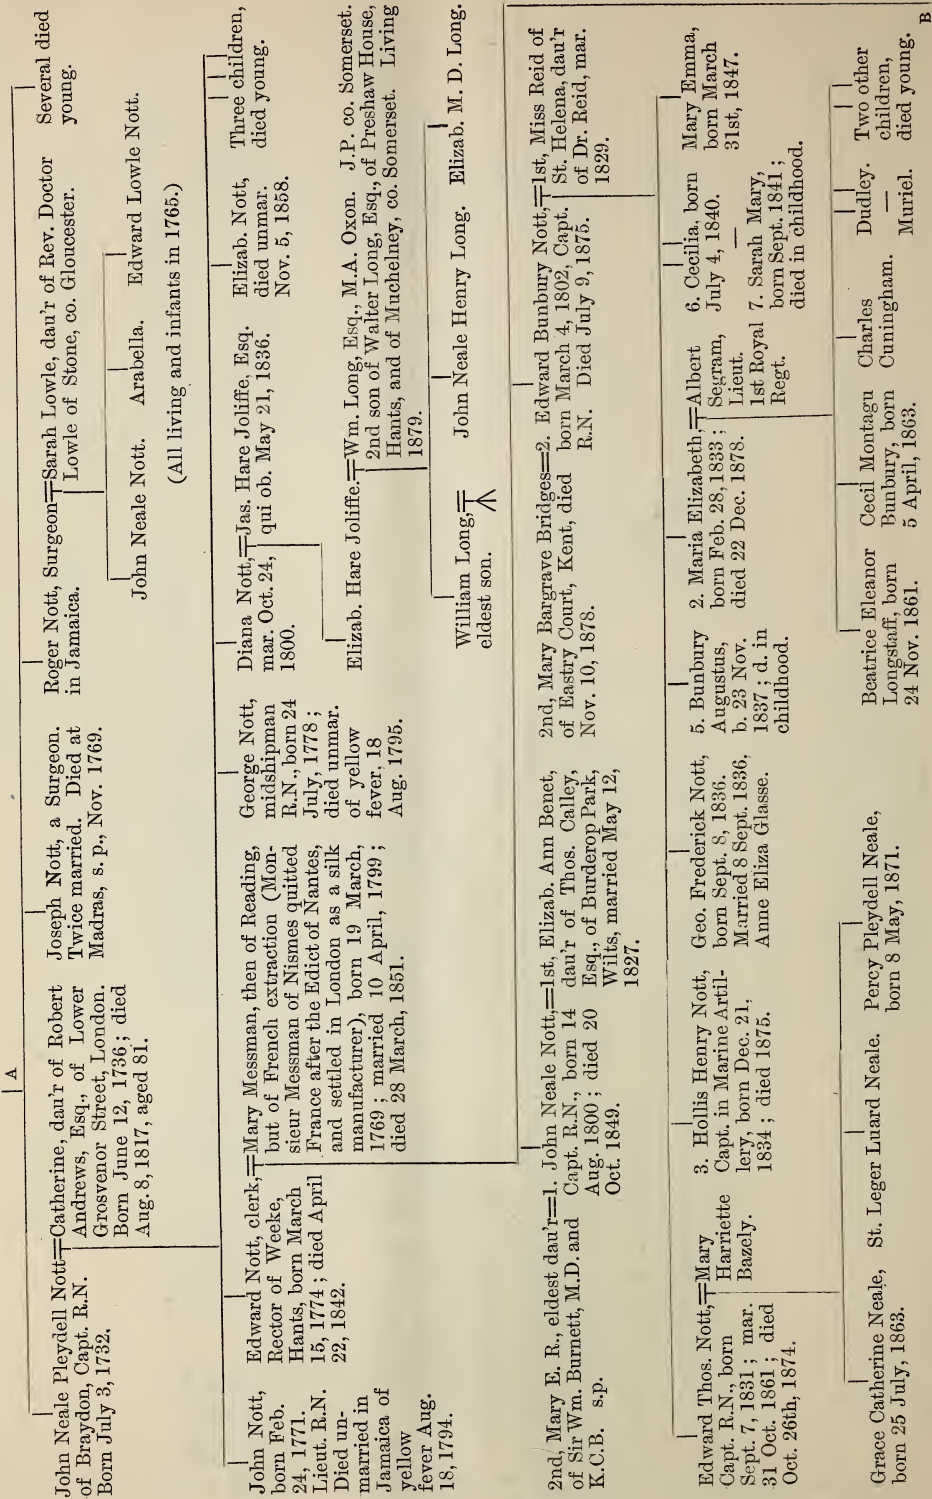 A
John Neale Pleydell Nott=Catherine, dau'r of Robert
of Braydon, Capt. R.N.
Born July 3, 1732.
Andrews, Esq., of Lower
Grosvenor Street, London.
Born June 12, 1736; died
Aug. 8, 1817, aged 81.
Joseph Nott, a Surgeon.
Twice married. Died at
Madras, s. p., Nov. 1769.
Roger Nott, Surgeon=Sarah Lowle, dau'r of Rev. Doctor
in Jamaica.
Lowle of Stone, co. Gloucester.
Several died
young.
John Neale Nott. Arabella. Edward Lowle Nott.
(All living and infants in 1765.)
John Nott,
born Feb.
24, 1771.
Lieut. R.N.
Died un-
married in
Jamaica of
yellow
fever Aug.
18, 1794.
Edward Nott, clerk,=Mary Messman, then of Reading,
Rector of Weeke,
Hants, born March
15, 1774; died April
22, 1842.
but of French extraction (Mon-
sieur Messman of Nismes quitted
France after the Edict of Nantes,
and settled in London as a silk
manufacturer), born 19 March,
1769; married 10 April, 1799;
died 28 March, 1851.
George Nott,
midshipman
R.N., born 24
July, 1778;
died unmar.
of yellow
fever, 18
Aug. 1795.
Diana Nott,=Jas. Hare Joliffe, Esq.
mar. Oct. 24,
1800.
qui ob. May 21, 1836.
Elizab. Nott,
died unmar.
Nov. 5, 1858.
Three children,
died young.
Elizab. Hare Joliffe.=Wm. Long, Esq., M.A. Oxon. J.P. co. Somerset.
2nd son of Walter Long, Esq., of Preshaw House,
Hants, and of Muchelney, co. Somerset. Living
1879.
William Long,=
eldest son.
John Neale Henry Long. Elizab. M. D. Long.
2nd, Mary E. R., eldest dau'r=1. John Neale Nott,=1st, Elizab. Ann Benet,
of Sir Wm. Burnett, M.D. and
K.C.B. s.p.
Capt. R.N., born 14
Aug. 1800; died 20
Oct. 1849.
dau'r of Thos. Calley,
Esq., of Burderop Park,
Wilts, married May 12,
1827.
2nd, Mary Bargrave Bridges=2. Edward Bunbury Nott,=1st, Miss Reid of
of Eastry Court, Kent, died
Nov. 10, 1878.
born March 4, 1802, Capt.
R.N. Died July 9, 1875.
St. Helena, dau'r
of Dr. Reid, mar.
1829.
Edward Thos. Nott,=Mary
Capt. R.N., born
Sept. 7, 1831; mar.
31 Oct. 1861; died
Oct. 26th, 1874.
Harriette
Bazely.
3. Hollis Henry Nott,
Capt. in Marine Artil-
lery, born Dec. 21,
1834; died 1875.
Geo. Frederick Nott,
born Sept. 8, 1836.
Married 8 Sept. 1836,
Anne Eliza Glasse.
5. Bunbury
Augustus,
b. 23 Nov.
1837; d. in
childhood.
2. Maria Elizabeth,=Albert
born Feb. 28, 1833;
died 22 Dec. 1878.
Segram,
Lieut.
1st Royal
Regt.
6. Cecilia, born
July 4, 1840.
—
7. Sarah Mary,
born Sept. 1841;
died in childhood.
Mary Emma,
born March
31st, 1847.
Grace Catherine Neale,
born 25 July, 1863.
St. Leger Luard Neale.
Percy Pleydell Neale,
born 8 May, 1871.
Beatrice Eleanor
Longstaff, born
24 Nov. 1861.
Cecil Montagu
Bunbury, born
5 April, 1863.
Charles
Cuningham.
Dudley.
—
Muriel.
Two other
children,
died young.
B